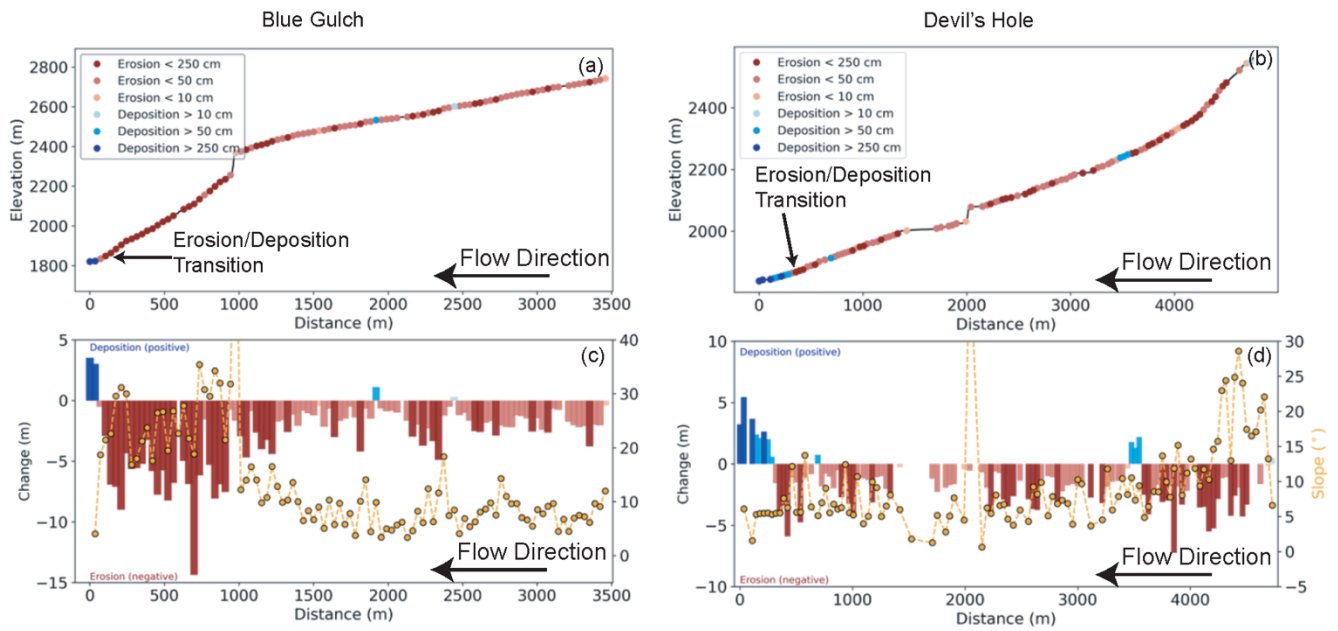 Blue Gulch
Devil's Hole
(a)
Erosion < 250 cm
Erosion < 50 cm
Erosion < 10 cm
Deposition > 10 cm
Deposition > 50 cm
Deposition > 250 cm
2800
2600
2400
2200
2000
1800
Elevation (m)
Erosion/Deposition
Transition
Flow Direction
0
500
1000
1500
2000
2500
3000
3500
Distance (m)
(b)
Erosion < 250 cm
Erosion < 50 cm
Erosion < 10 cm
Deposition > 10 cm
Deposition > 50 cm
Deposition > 250 cm
2400
2200
2000
Elevation (m)
Erosion/Deposition
Transition
Flow Direction
0
1000
2000
3000
4000
Distance (m)
(c)
Deposition (positive)
5
0
−5
−10
−15
Change (m)
40
30
20
10
0
Flow Direction
Erosion (negative)
0
500
1000
1500
2000
2500
3000
3500
Distance (m)
(d)
Deposition (positive)
10
5
0
−5
−10
Change (m)
30
25
20
15
10
5
0
−5
Slope (°)
Flow Direction
Erosion (negative)
0
1000
2000
3000
4000
Distance (m)